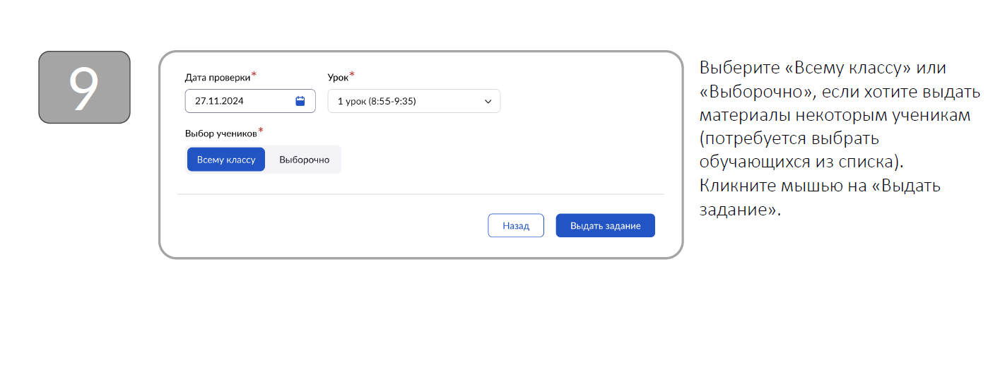 9
Дата проверки*
Урок*
27.11.2024
1 урок (8:55-9:35)
Выбор учеников*
Всему классу
Выборочно
Назад
Выдать задание
Выберите «Всему классу» или
«Выборочно», если хотите выдать
материалы некоторым ученикам
(потребуется выбрать
обучающихся из списка).
Кликните мышью на «Выдать
задание».